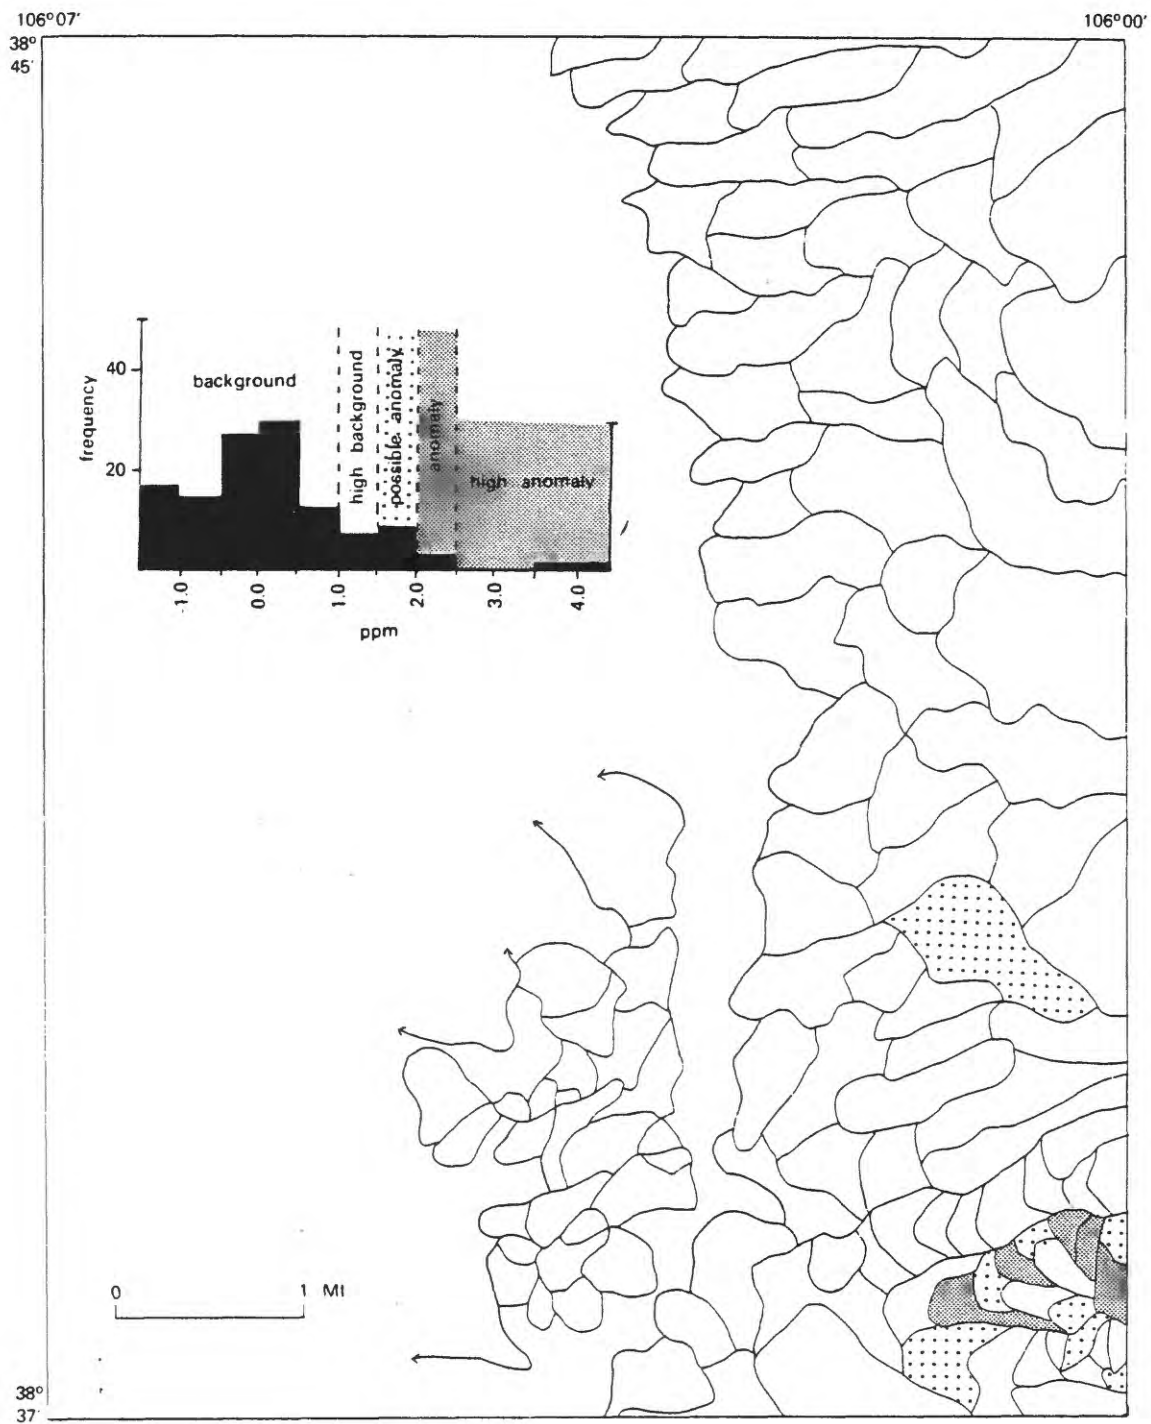 106°07'
106°00'
38°
45'
frequency
40
20
background
high background
possible anomaly
anomaly
high anomaly
-1.0
0.0
1.0
2.0
3.0
4.0
ppm
0
1 MI
38°
37'